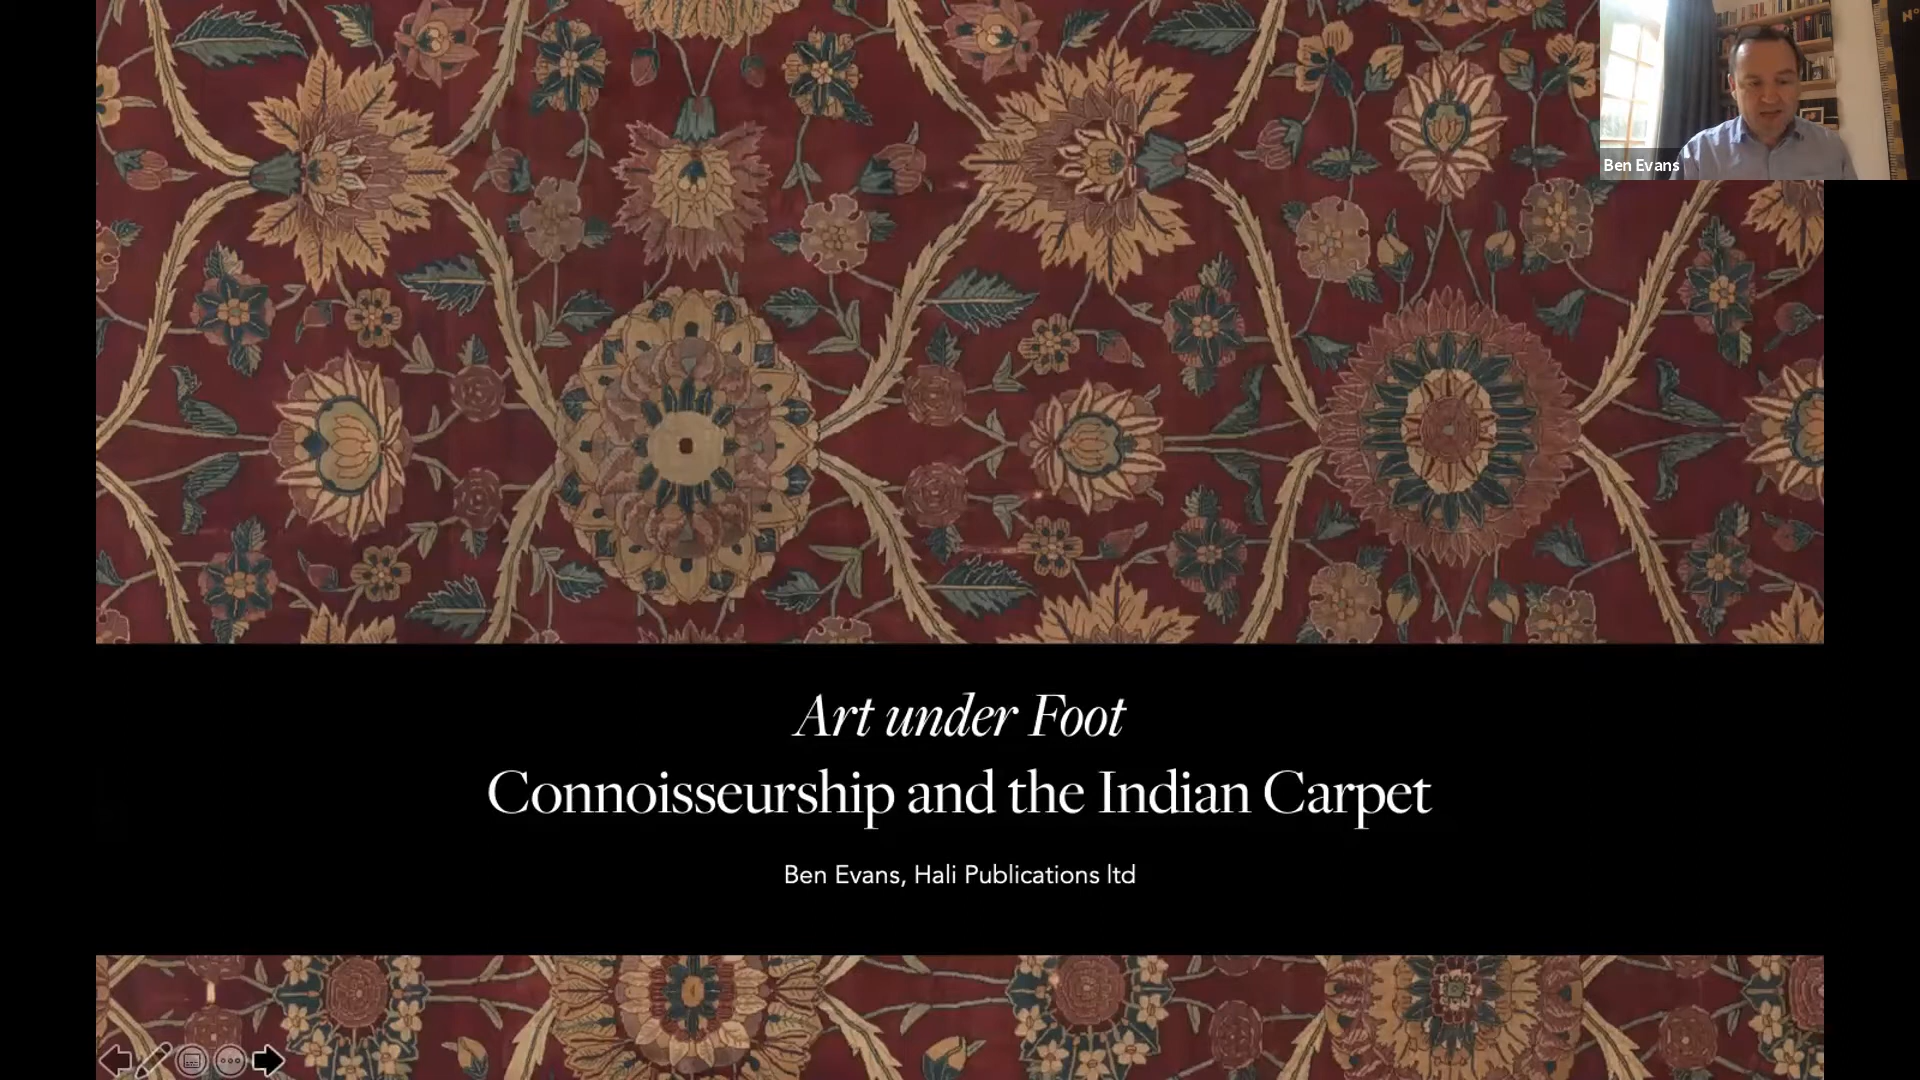 Ben Evans
Art under Foot
Connoisseurship and the Indian Carpet
Ben Evans, Hali Publications ltd